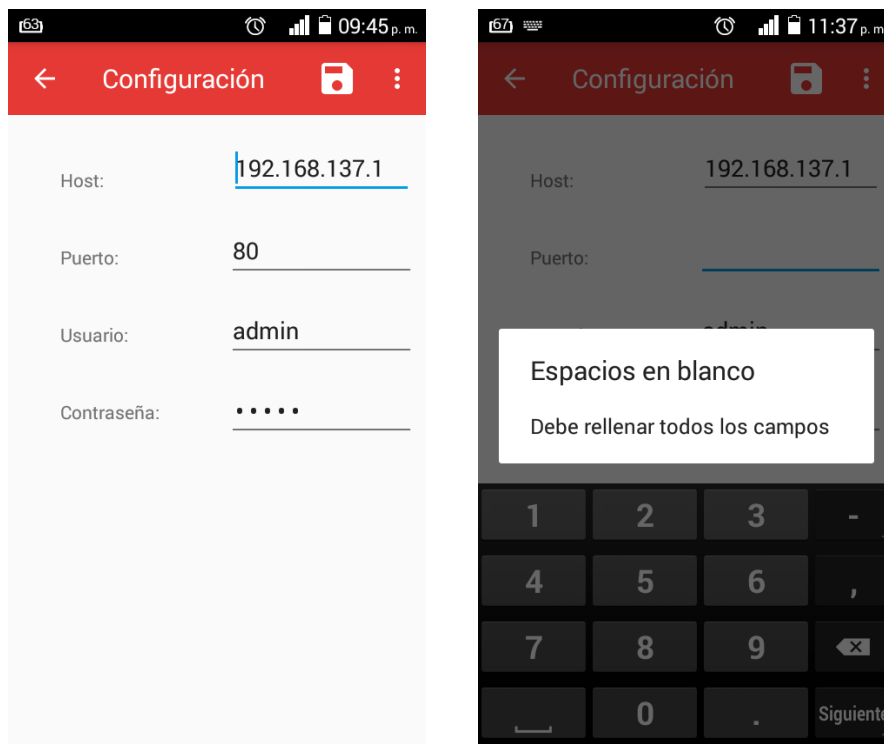 63
09:45 p. m.
Configuración
Host:
192.168.137.1
Puerto:
80
Usuario:
admin
Contraseña:
•••••
67
11:37 p. m
Configuración
Host:
192.168.137.1
Puerto:
admin
Espacios en blanco
Debe rellenar todos los campos
1 2 3 -
4 5 6 ,
7 8 9
0 . Siguiente